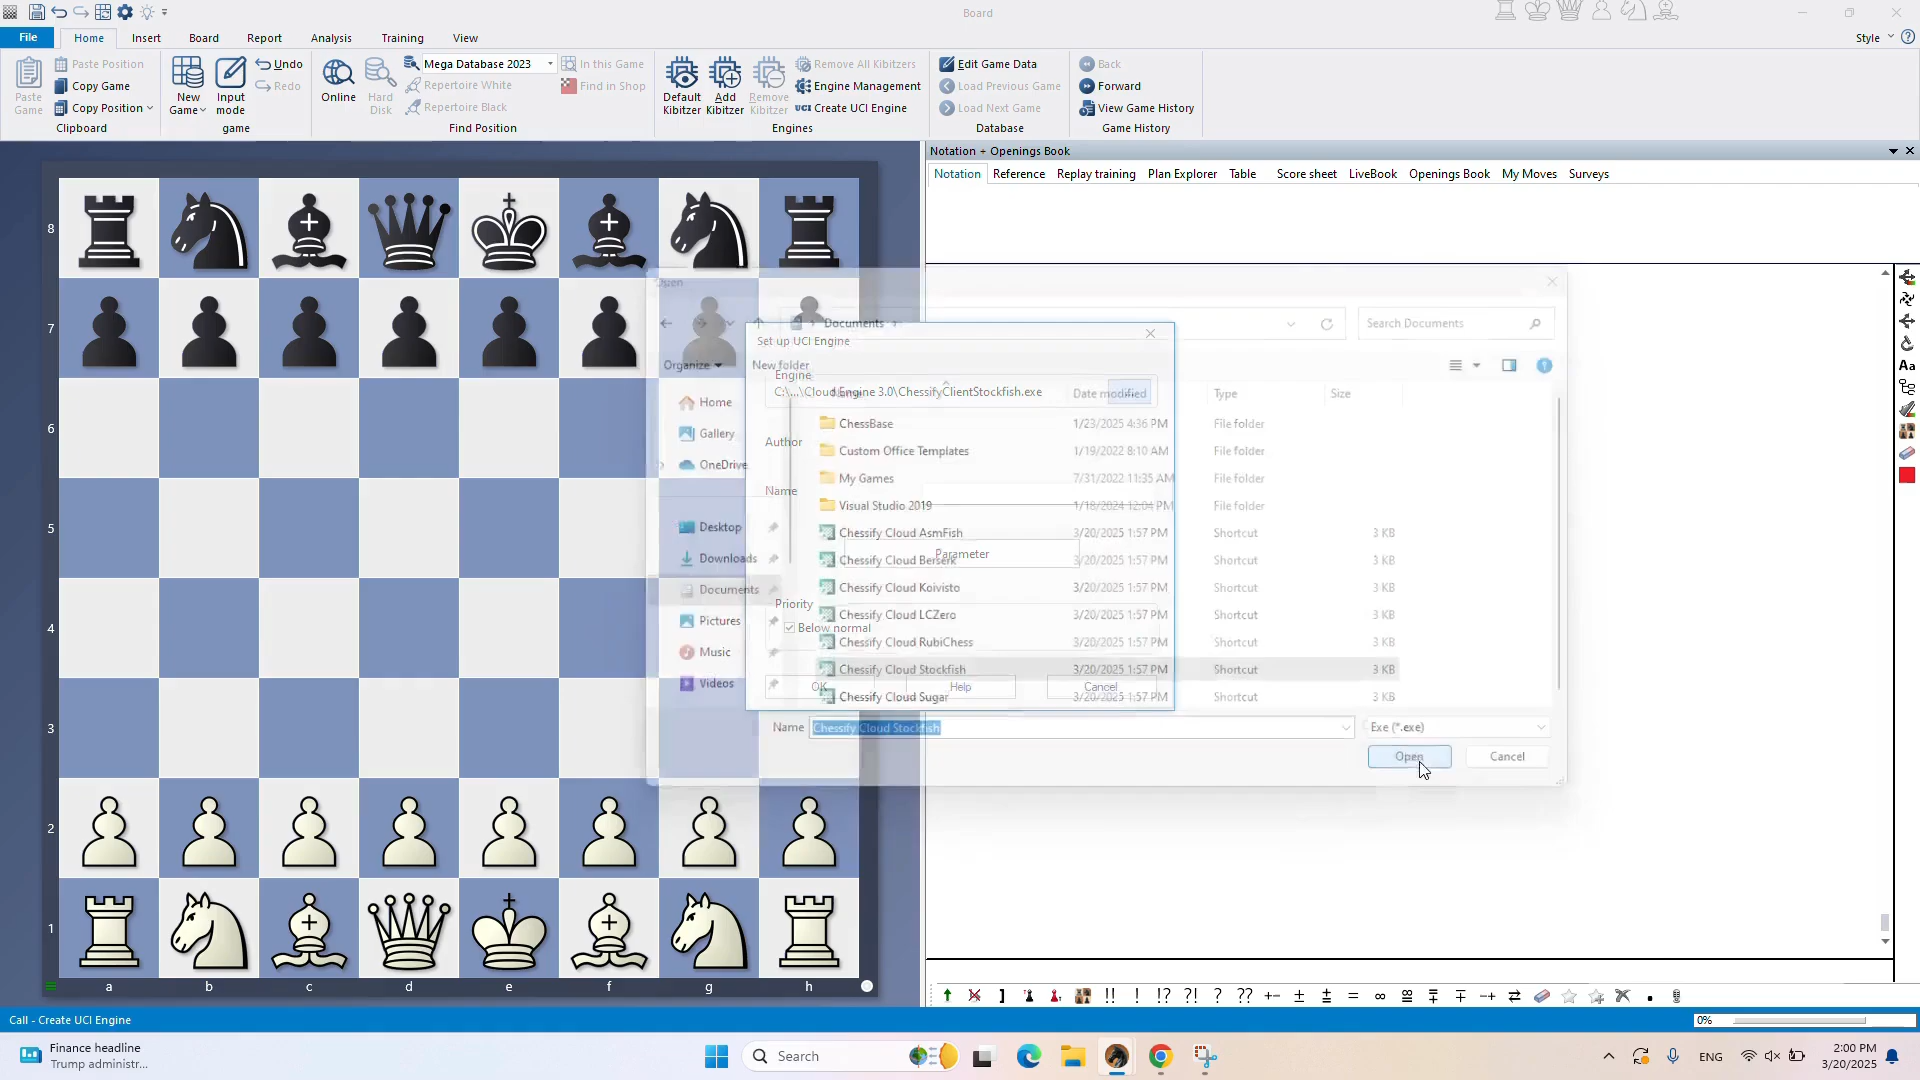 Board
File Home Insert Board Report Analysis Training View Style
Paste Game
Paste Position
Copy Game
Copy Position
Clipboard
New Game
Input mode
Undo
Redo
game
Online
Hard Disk
Mega Database 2023
Repertoire White
Repertoire Black
In this Game
Find in Shop
Find Position
Default Kibitzer
Add Kibitzer
Remove Kibitzer
Remove All Kibitzers
Engine Management
UCI Create UCI Engine
Engines
Edit Game Data
Load Previous Game
Load Next Game
Database
Back
Forward
View Game History
Game History
Notation + Openings Book
Notation Reference Replay training Plan Explorer Table Score sheet LiveBook Openings Book My Moves Surveys
8
7
6
5
4
3
2
1
a b c d e f g h
Open
Documents
Search Documents
Organize
New folder
Home
Gallery
OneDrive
Desktop
Downloads
Documents
Pictures
Music
Videos
Date modified Type Size
ChessBase 1/23/2025 4:36 PM File folder
Custom Office Templates 1/19/2022 8:10 AM File folder
My Games 7/31/2022 11:35 AM File folder
Visual Studio 2019 1/18/2024 12:04 PM File folder
Chessify Cloud AsmFish 3/20/2025 1:57 PM Shortcut 3 KB
Chessify Cloud Berserk 3/20/2025 1:57 PM Shortcut 3 KB
Chessify Cloud Koivisto 3/20/2025 1:57 PM Shortcut 3 KB
Chessify Cloud LCZero 3/20/2025 1:57 PM Shortcut 3 KB
Chessify Cloud RubiChess 3/20/2025 1:57 PM Shortcut 3 KB
Chessify Cloud Stockfish 3/20/2025 1:57 PM Shortcut 3 KB
Chessify Cloud Sugar 3/20/2025 1:57 PM Shortcut 3 KB
Name Chessify Cloud Stockfish Exe (*.exe)
Open Cancel
Set up UCI Engine
Engine
C:\...\Cloud Engine 3.0\ChessifyClientStockfish.exe
Author
Name
Parameter
Priority
Below normal
OK Help Cancel
Aa
] !! ! !? ?! ? ?? +- ± ⩲ = ∞ ⩱ ∓ -+
Call - Create UCI Engine
0%
Finance headline
Trump administr...
Search
ENG
2:00 PM
3/20/2025